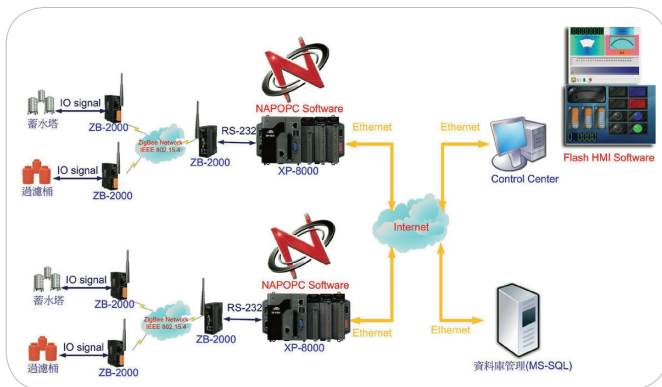 NAPOPC Software
IO signal
ZB-2000
蓄水塔
ZigBee Network
IEEE 802.15.4
RS-232
ZB-2000
XP-8000
Ethernet
IO signal
過濾桶
ZB-2000
Ethernet
Control Center
Flash HMI Software
Internet
NAPOPC Software
IO signal
ZB-2000
蓄水塔
ZigBee Network
IEEE 802.15.4
RS-232
ZB-2000
XP-8000
Ethernet
IO signal
過濾桶
ZB-2000
Ethernet
資料庫管理(MS-SQL)